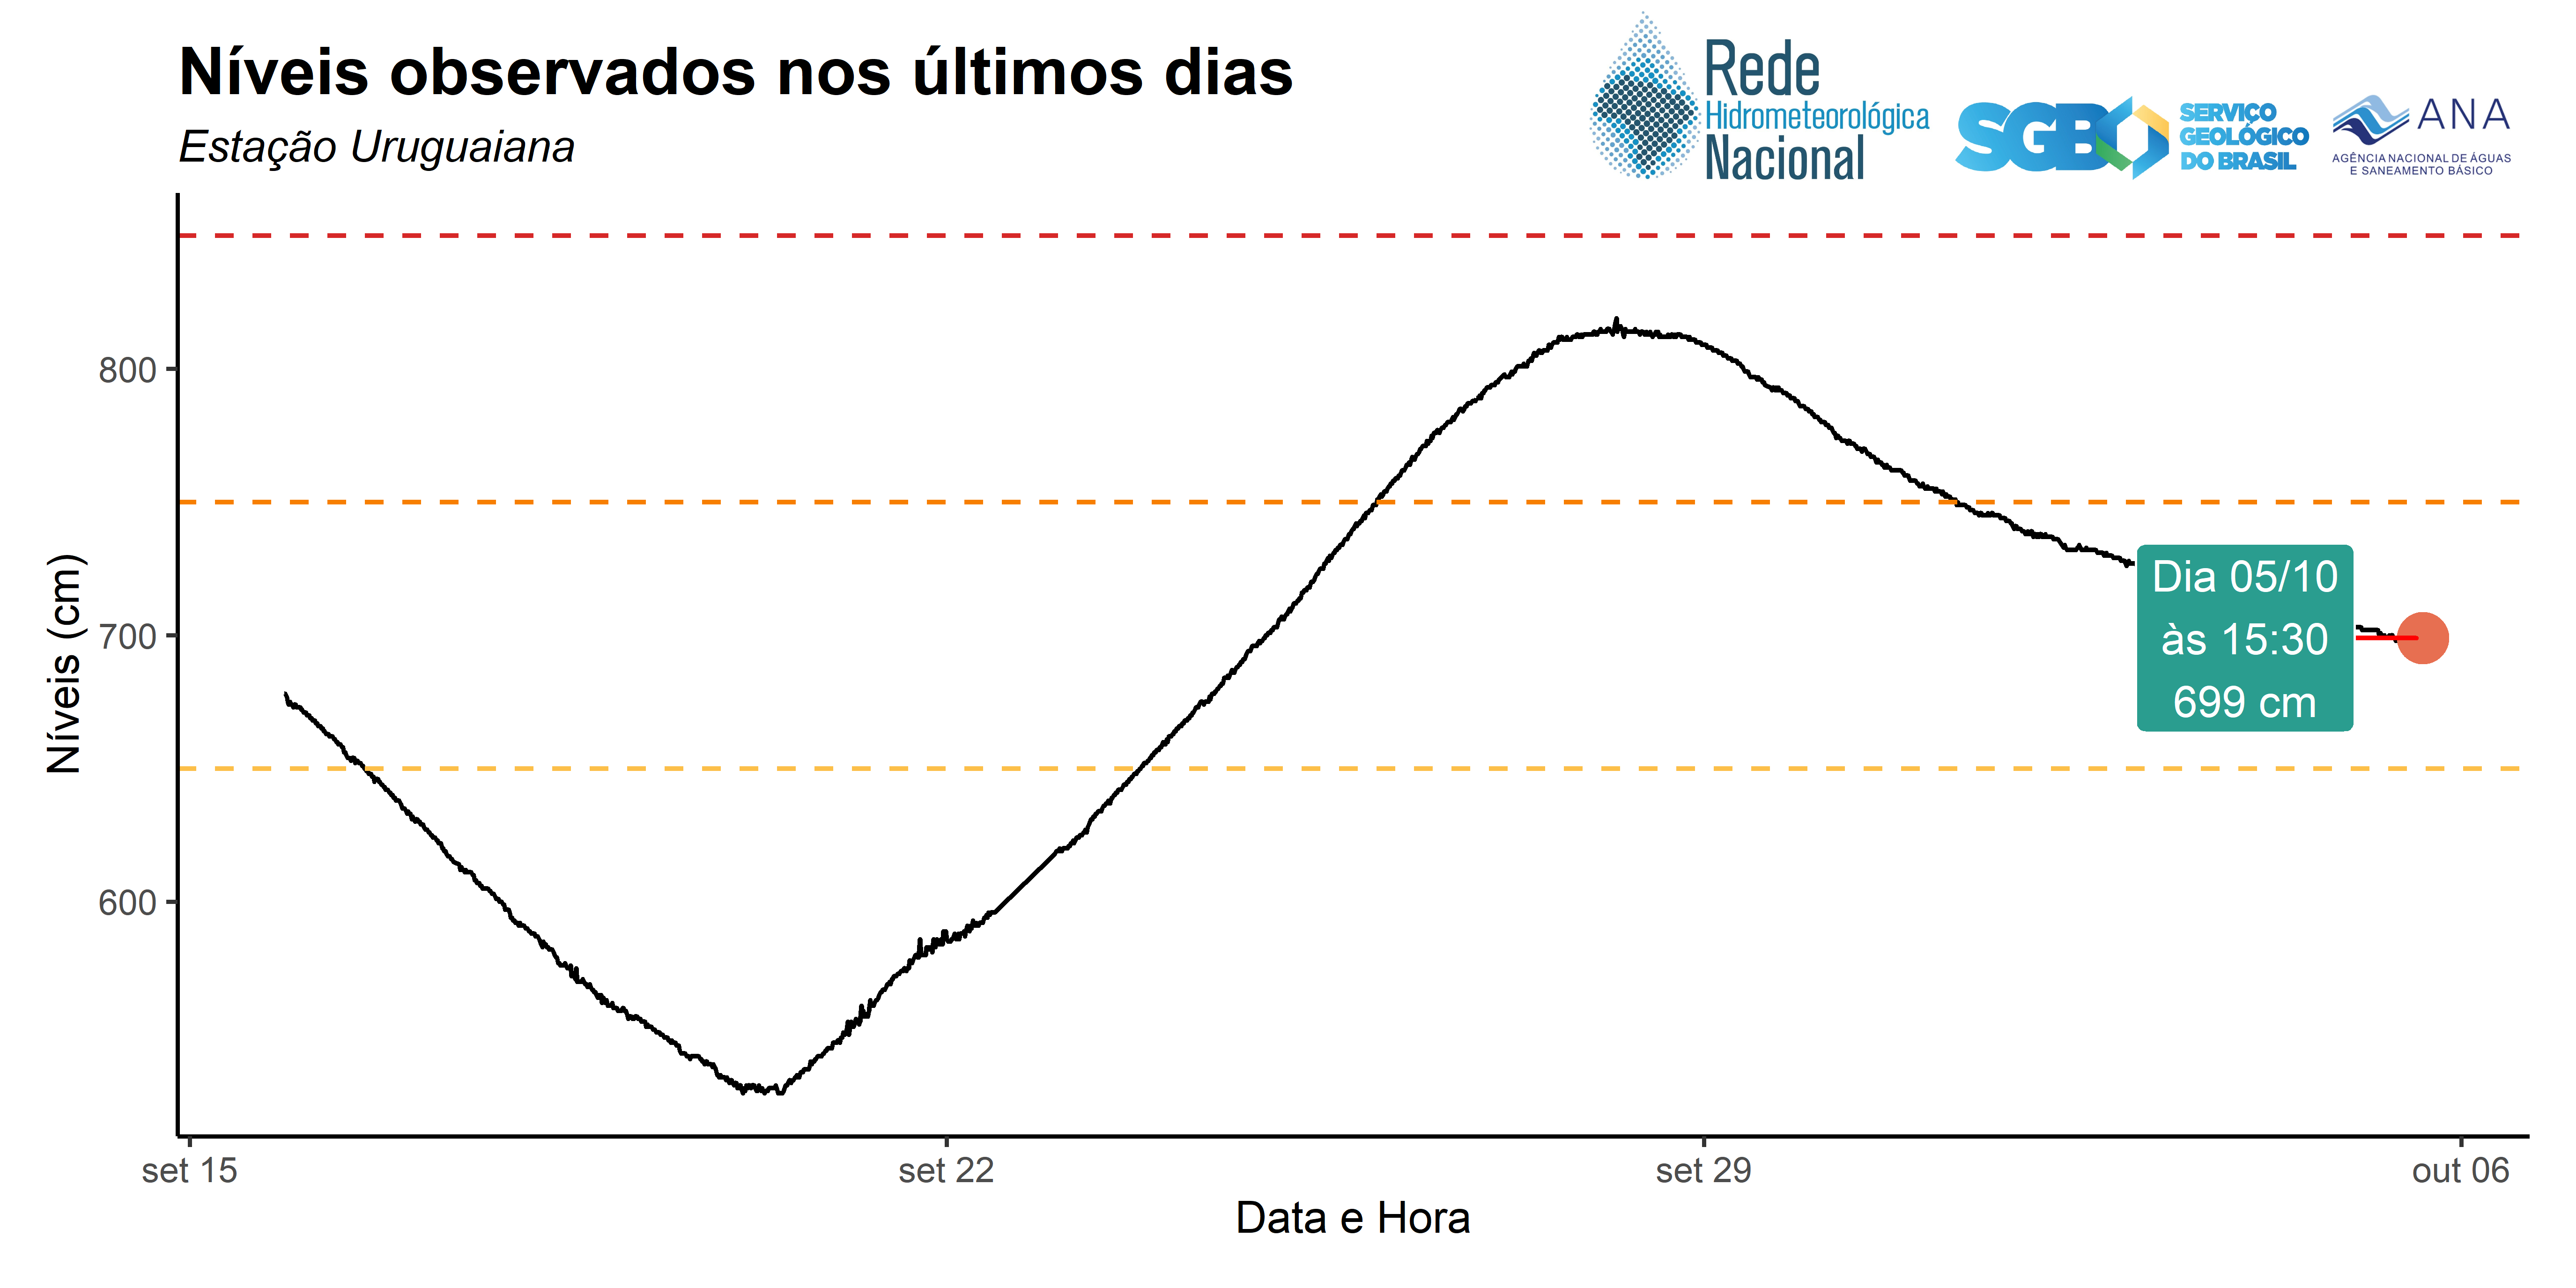 Níveis observados nos últimos dias
Estação Uruguaiana
Rede
Hidrometeorológica
Nacional
SGB
SERVIÇO
GEOLÓGICO
DO BRASIL
ANA
AGÊNCIA NACIONAL DE ÁGUAS
E SANEAMENTO BÁSICO
Níveis (cm)
800
700
600
Dia 05/10
às 15:30
699 cm
set 15
set 22
set 29
out 06
Data e Hora